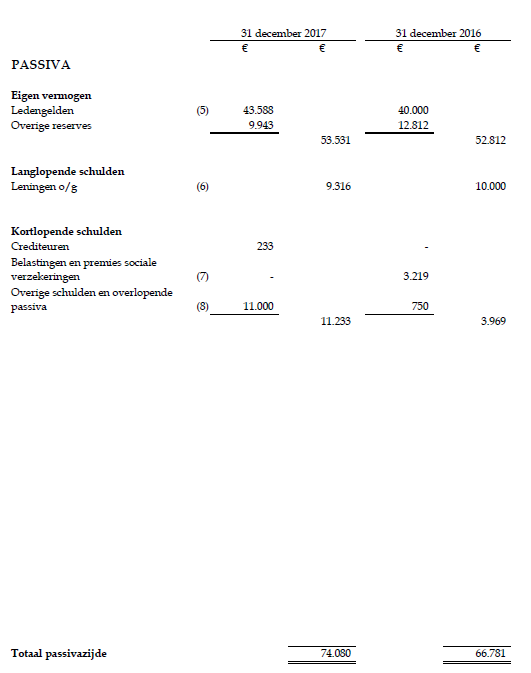 31 december 2017 31 december 2016
€ € € €
PASSIVA
Eigen vermogen
Ledengelden (5) 43.588 40.000
Overige reserves 9.943 12.812
53.531 52.812
Langlopende schulden
Leningen o/g (6) 9.316 10.000
Kortlopende schulden
Crediteuren 233 -
Belastingen en premies sociale
verzekeringen (7) - 3.219
Overige schulden en overlopende
passiva (8) 11.000 750
11.233 3.969
Totaal passivazijde 74.080 66.781